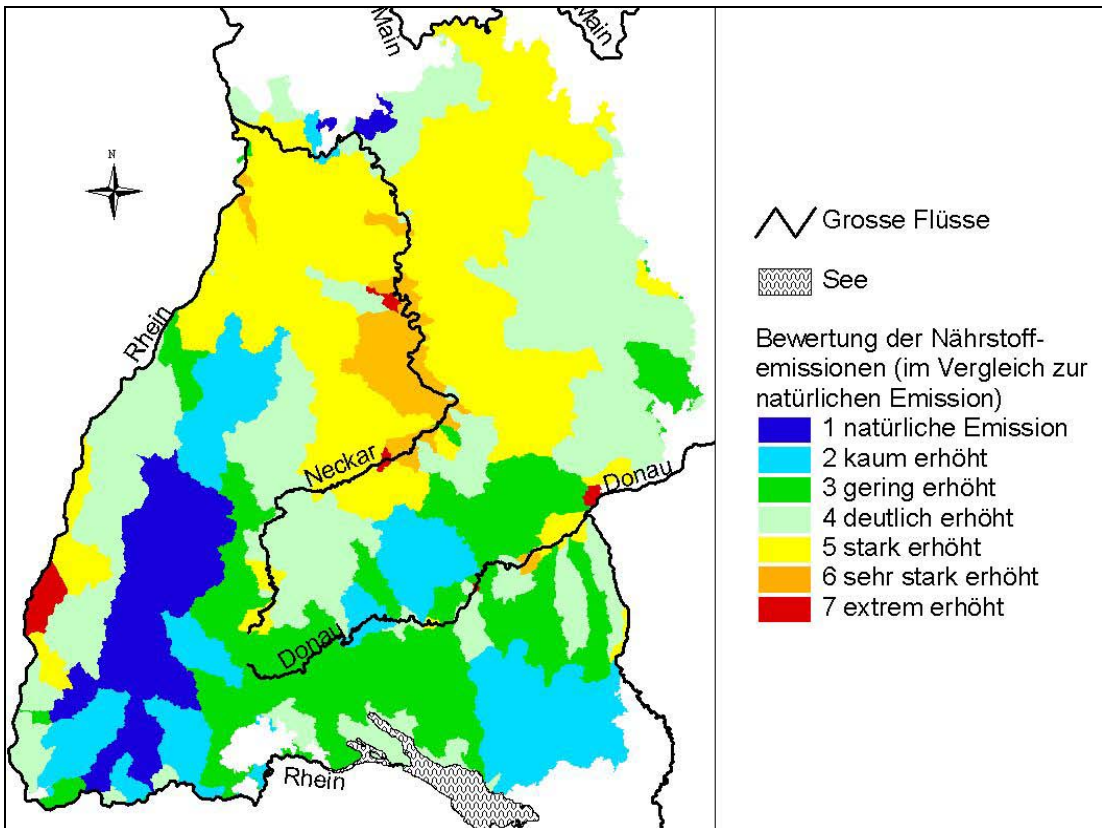 Main
Main
N
Rhein
Neckar
Donau
Donau
Rhein
Grosse Flüsse
See
Bewertung der Nährstoff-
emissionen (im Vergleich zur
natürlichen Emission)
1 natürliche Emission
2 kaum erhöht
3 gering erhöht
4 deutlich erhöht
5 stark erhöht
6 sehr stark erhöht
7 extrem erhöht